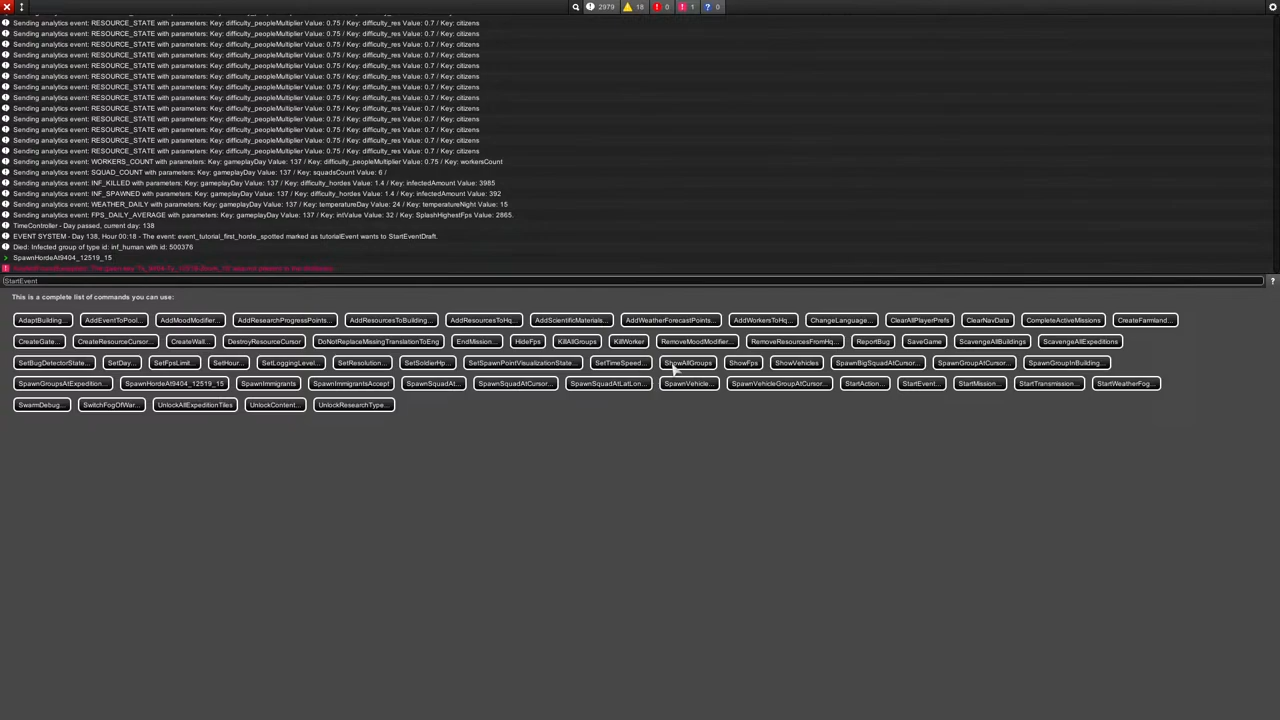 2979 18 0 1 0
Sending analytics event: RESOURCE_STATE with parameters: Key: difficulty_peopleMultiplier Value: 0.75 / Key: difficulty_res Value: 0.7 / Key: citizens
Sending analytics event: RESOURCE_STATE with parameters: Key: difficulty_peopleMultiplier Value: 0.75 / Key: difficulty_res Value: 0.7 / Key: citizens
Sending analytics event: RESOURCE_STATE with parameters: Key: difficulty_peopleMultiplier Value: 0.75 / Key: difficulty_res Value: 0.7 / Key: citizens
Sending analytics event: RESOURCE_STATE with parameters: Key: difficulty_peopleMultiplier Value: 0.75 / Key: difficulty_res Value: 0.7 / Key: citizens
Sending analytics event: RESOURCE_STATE with parameters: Key: difficulty_peopleMultiplier Value: 0.75 / Key: difficulty_res Value: 0.7 / Key: citizens
Sending analytics event: RESOURCE_STATE with parameters: Key: difficulty_peopleMultiplier Value: 0.75 / Key: difficulty_res Value: 0.7 / Key: citizens
Sending analytics event: RESOURCE_STATE with parameters: Key: difficulty_peopleMultiplier Value: 0.75 / Key: difficulty_res Value: 0.7 / Key: citizens
Sending analytics event: RESOURCE_STATE with parameters: Key: difficulty_peopleMultiplier Value: 0.75 / Key: difficulty_res Value: 0.7 / Key: citizens
Sending analytics event: RESOURCE_STATE with parameters: Key: difficulty_peopleMultiplier Value: 0.75 / Key: difficulty_res Value: 0.7 / Key: citizens
Sending analytics event: RESOURCE_STATE with parameters: Key: difficulty_peopleMultiplier Value: 0.75 / Key: difficulty_res Value: 0.7 / Key: citizens
Sending analytics event: RESOURCE_STATE with parameters: Key: difficulty_peopleMultiplier Value: 0.75 / Key: difficulty_res Value: 0.7 / Key: citizens
Sending analytics event: RESOURCE_STATE with parameters: Key: difficulty_peopleMultiplier Value: 0.75 / Key: difficulty_res Value: 0.7 / Key: citizens
Sending analytics event: RESOURCE_STATE with parameters: Key: difficulty_peopleMultiplier Value: 0.75 / Key: difficulty_res Value: 0.7 / Key: citizens
Sending analytics event: WORKERS_COUNT with parameters: Key: gameplayDay Value: 137 / Key: difficulty_peopleMultiplier Value: 0.75 / Key: workersCount
Sending analytics event: SQUAD_COUNT with parameters: Key: gameplayDay Value: 137 / Key: squadsCount Value: 6 /
Sending analytics event: INF_KILLED with parameters: Key: gameplayDay Value: 137 / Key: difficulty_hordes Value: 1.4 / Key: infectedAmount Value: 3985
Sending analytics event: INF_SPAWNED with parameters: Key: gameplayDay Value: 137 / Key: difficulty_hordes Value: 1.4 / Key: infectedAmount Value: 392
Sending analytics event: WEATHER_DAILY with parameters: Key: gameplayDay Value: 137 / Key: temperatureDay Value: 24 / Key: temperatureNight Value: 15
Sending analytics event: FPS_DAILY_AVERAGE with parameters: Key: gameplayDay Value: 137 / Key: intValue Value: 32 / Key: SplashHighestFps Value: 2865.
TimeController - Day passed, current day: 138
EVENT SYSTEM - Day 138, Hour 00:18 - The event: event_tutorial_first_horde_spotted marked as tutorialEvent wants to StartEventDraft.
Died: Infected group of type id: inf_human with id: 500376
> SpawnHordeAt9404_12519_15
StartEvent ?
This is a complete list of commands you can use:
AdaptBuilding... AddEventToPool... AddMoodModifier... AddResearchProgressPoints... AddResourcesToBuilding... AddResourcesToHq... AddScientificMaterials... AddWeatherForecastPoints... AddWorkersToHq... ChangeLanguage... ClearAllPlayerPrefs ClearNavData CompleteActiveMissions CreateFarmland...
CreateGate... CreateResourceCursor... CreateWall... DestroyResourceCursor DoNotReplaceMissingTranslationToEng EndMission... HideFps KillAllGroups KillWorker RemoveMoodModifier... RemoveResourcesFromHq... ReportBug SaveGame ScavengeAllBuildings ScavengeAllExpeditions
SetBugDetectorState... SetDay... SetFpsLimit... SetHour... SetLoggingLevel... SetResolution... SetSoldierHp... SetSpawnPointVisualizationState... SetTimeSpeed... ShowAllGroups ShowFps ShowVehicles SpawnBigSquadAtCursor... SpawnGroupAtCursor... SpawnGroupInBuilding...
SpawnGroupsAtExpedition... SpawnHordeAt9404_12519_15 SpawnImmigrants SpawnImmigrantsAccept SpawnSquadAt... SpawnSquadAtCursor... SpawnSquadAtLatLon... SpawnVehicle... SpawnVehicleGroupAtCursor... StartAction... StartEvent... StartMission... StartTransmission... StartWeatherFog...
SwarmDebug... SwitchFogOfWar... UnlockAllExpeditionTiles UnlockContent... UnlockResearchType...